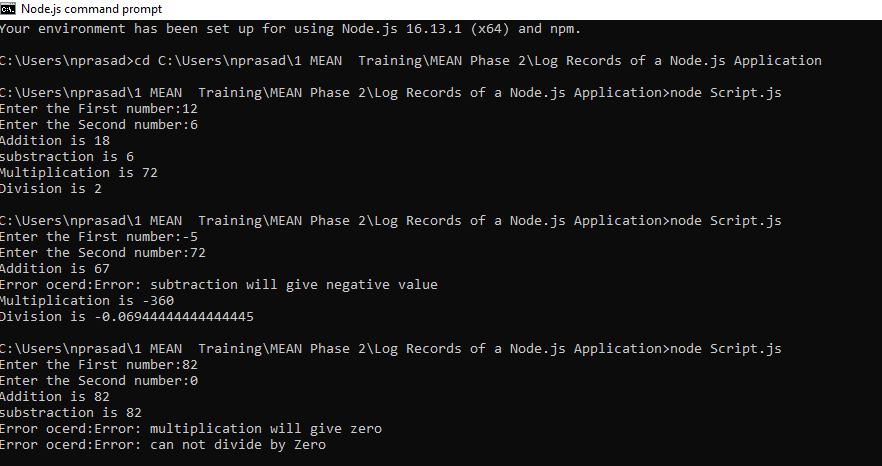 Node.js command prompt
Your environment has been set up for using Node.js 16.13.1 (x64) and npm.
C:\Users\nprasad>cd C:\Users\nprasad\1 MEAN  Training\MEAN Phase 2\Log Records of a Node.js Application
C:\Users\nprasad\1 MEAN  Training\MEAN Phase 2\Log Records of a Node.js Application>node Script.js
Enter the First number:12
Enter the Second number:6
Addition is 18
substraction is 6
Multiplication is 72
Division is 2
C:\Users\nprasad\1 MEAN  Training\MEAN Phase 2\Log Records of a Node.js Application>node Script.js
Enter the First number:-5
Enter the Second number:72
Addition is 67
Error ocerd:Error: subtraction will give negative value
Multiplication is -360
Division is -0.06944444444444445
C:\Users\nprasad\1 MEAN  Training\MEAN Phase 2\Log Records of a Node.js Application>node Script.js
Enter the First number:82
Enter the Second number:0
Addition is 82
substraction is 82
Error ocerd:Error: multiplication will give zero
Error ocerd:Error: can not divide by Zero